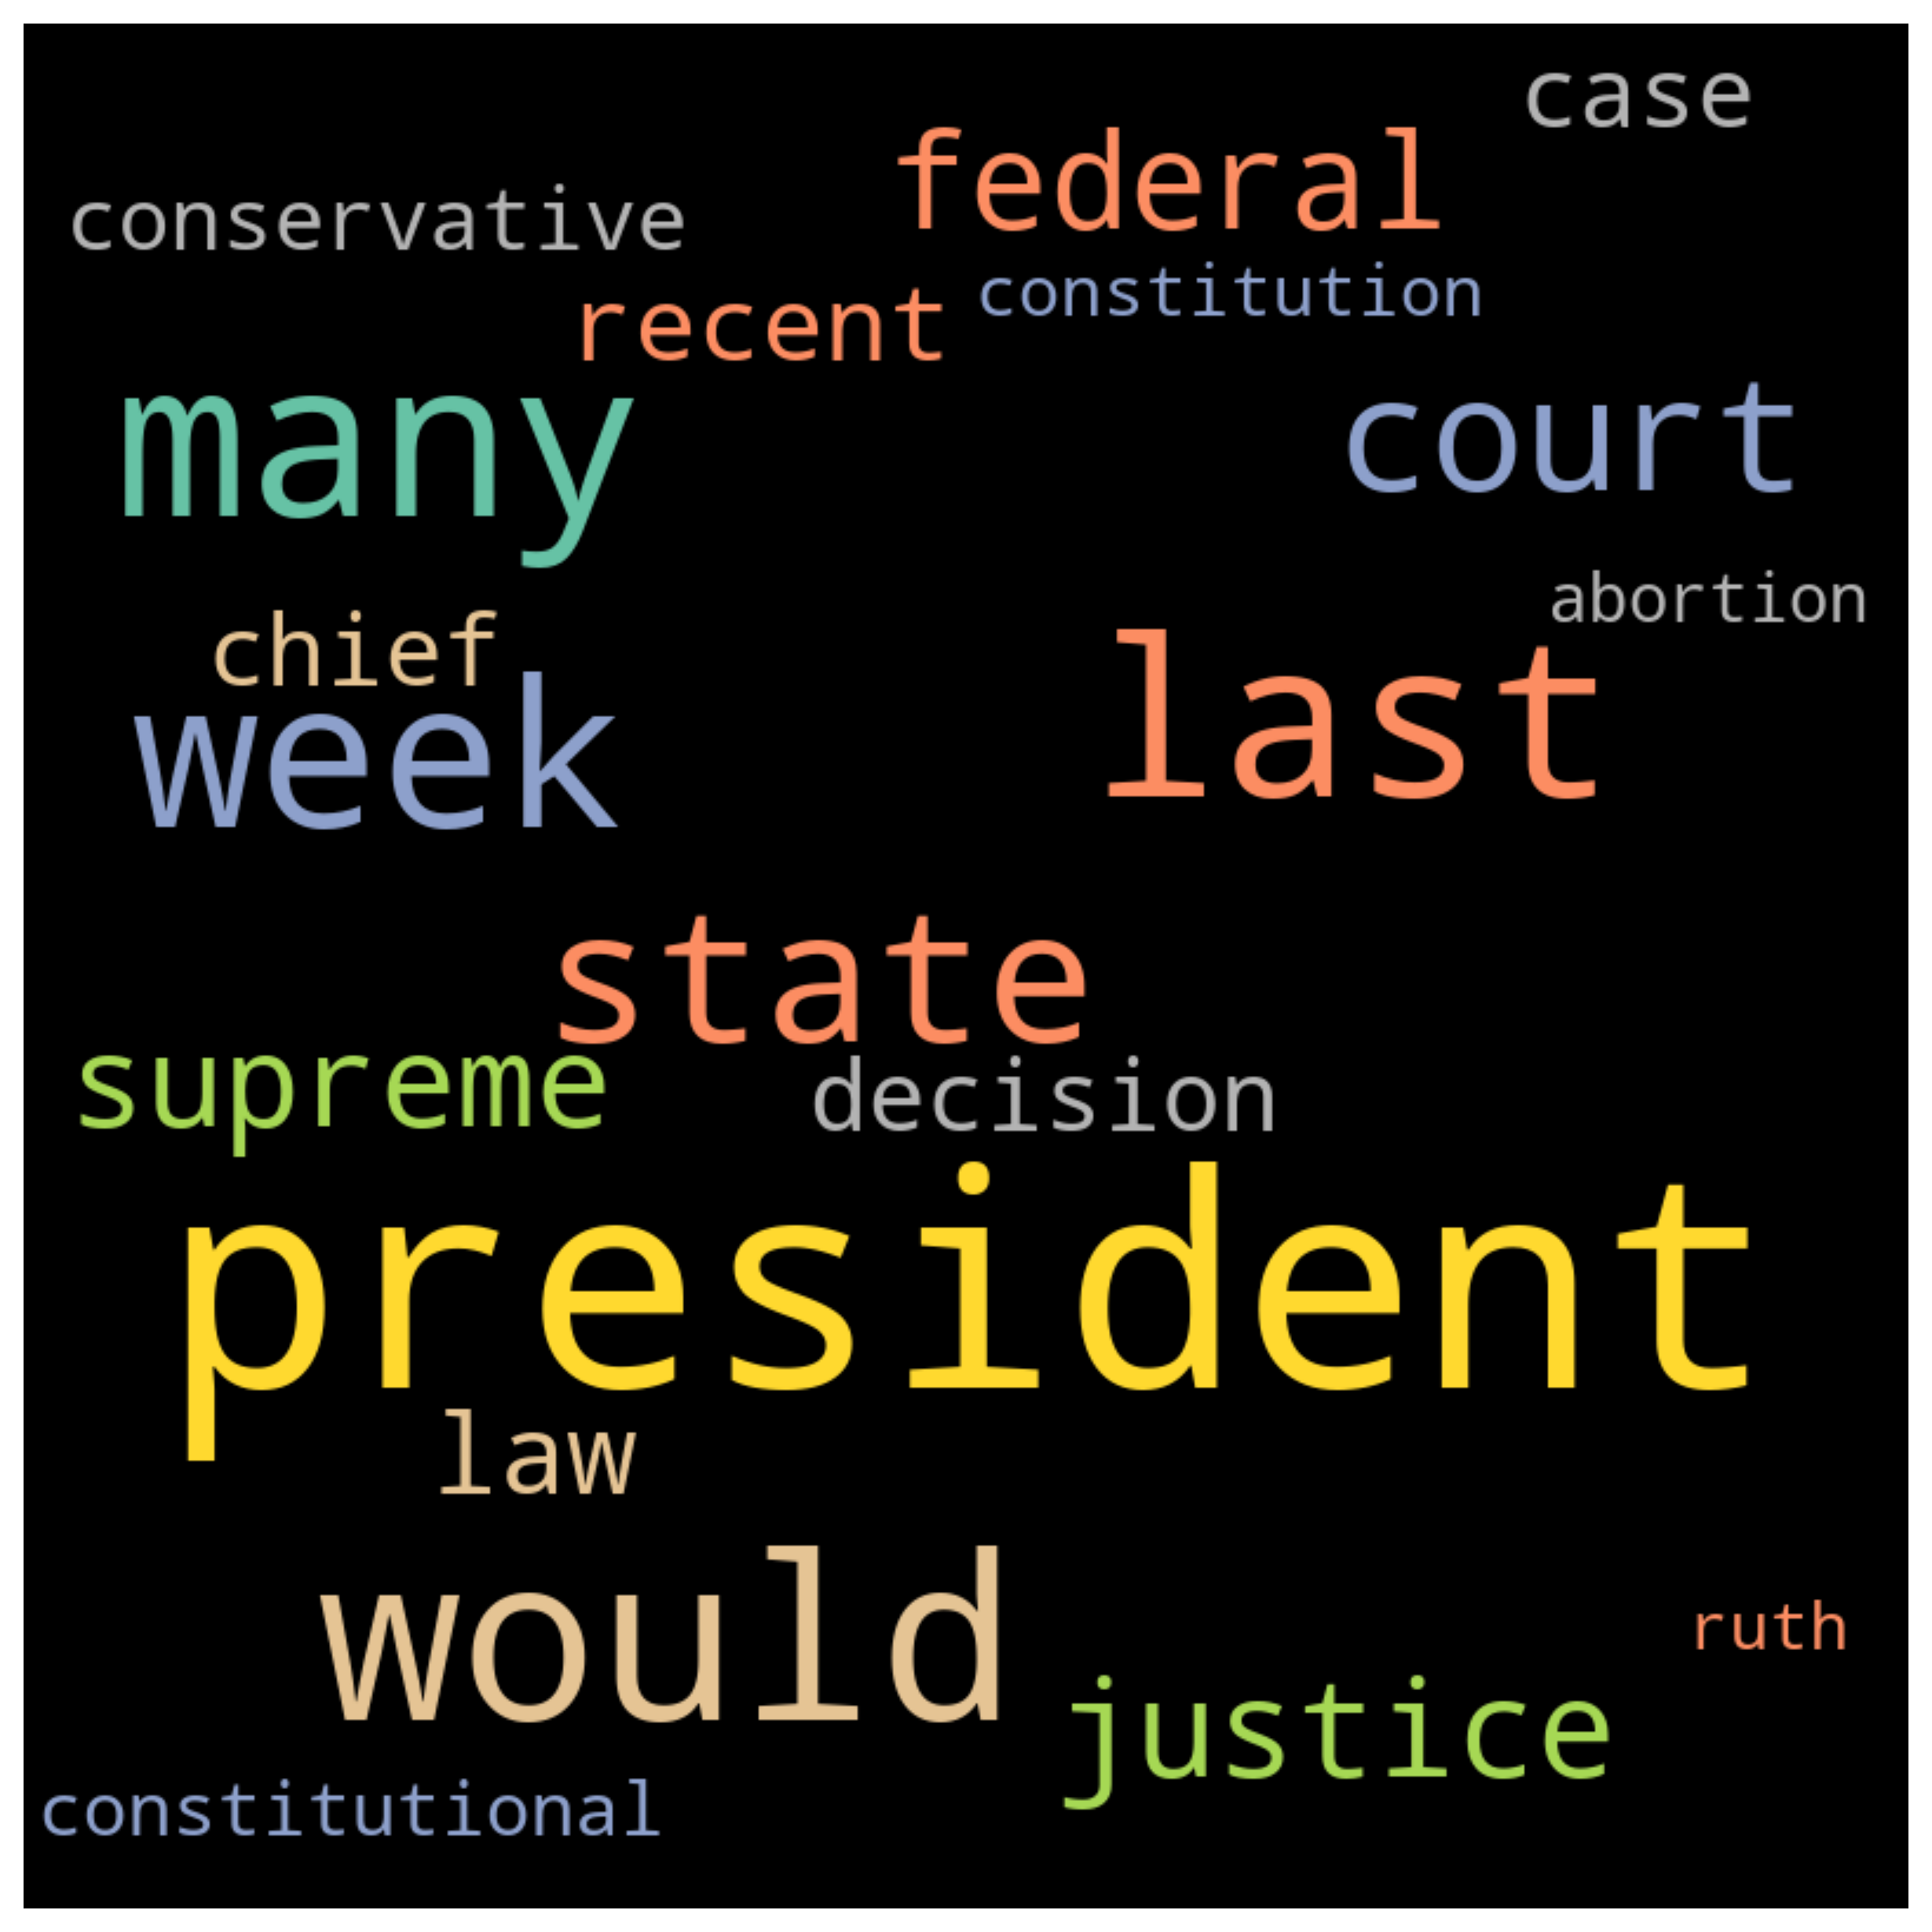 case
federal
conservative
constitution
recent
many
court
abortion
chief
last
week
state
supreme
decision
president
law
would
ruth
justice
constitutional